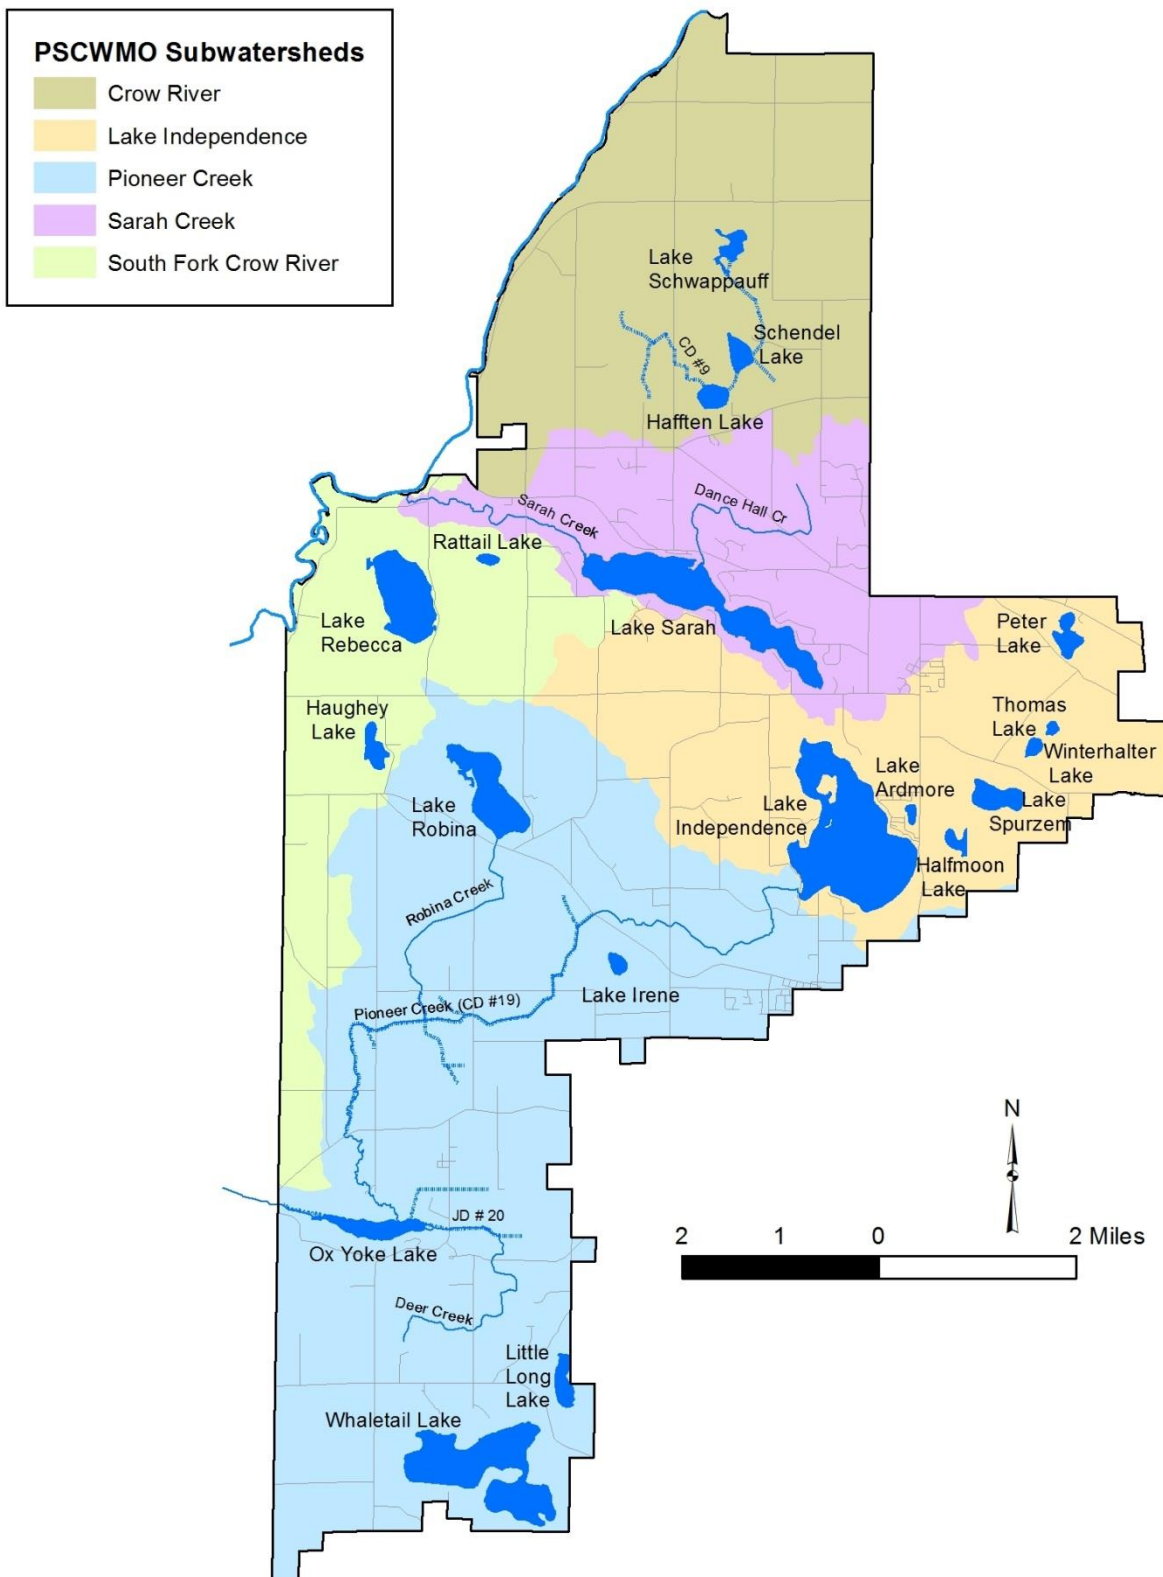 PSCWMO Subwatersheds
Crow River
Lake Independence
Pioneer Creek
Sarah Creek
South Fork Crow River
Lake
Schwappauff
Schendel
Lake
CD #9
Hafften Lake
Sarah Creek
Dance Hall Cr
Rattail Lake
Lake
Rebecca
Lake Sarah
Peter
Lake
Haughey
Lake
Thomas
Lake
Winterhalter
Lake
Lake
Ardmore
Lake
Spurzem
Lake
Robina
Lake
Independence
Halfmoon
Lake
Robina Creek
Lake Irene
Pioneer Creek (CD #19)
N
2 1 0 2 Miles
JD # 20
Ox Yoke Lake
Deer Creek
Little
Long
Lake
Whaletail Lake